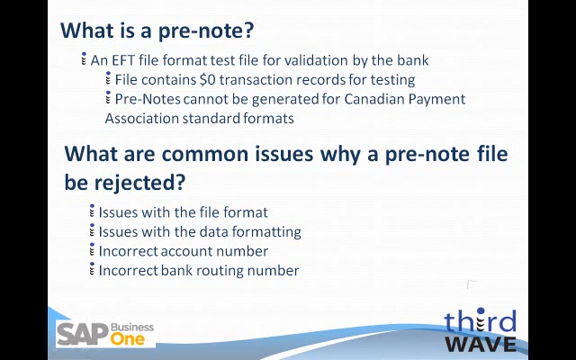 What is a pre-note?
An EFT file format test file for validation by the bank
File contains $0 transaction records for testing
Pre-Notes cannot be generated for Canadian Payment
Association standard formats
What are common issues why a pre-note file
be rejected?
Issues with the file format
Issues with the data formatting
Incorrect account number
Incorrect bank routing number
SAP Business
One
third
WAVE